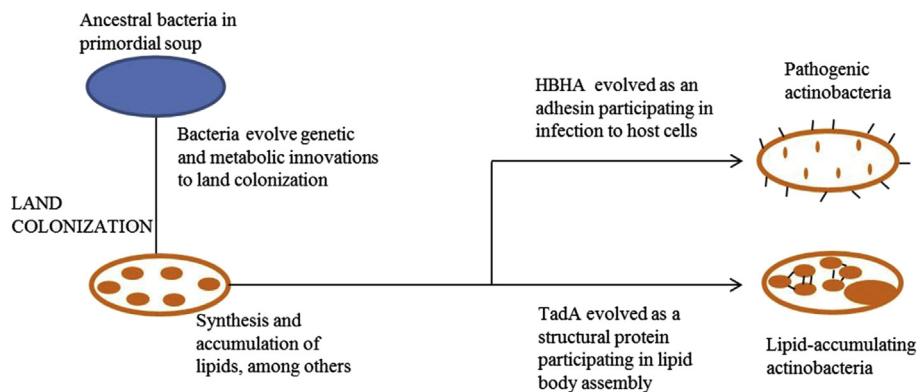 Ancestral bacteria in
primordial soup
Bacteria evolve genetic
and metabolic innovations
to land colonization
LAND
COLONIZATION
Synthesis and
accumulation of
lipids, among others
HBHA evolved as an
adhesin participating in
infection to host cells
Pathogenic
actinobacteria
TadA evolved as a
structural protein
participating in lipid
body assembly
Lipid-accumulating
actinobacteria